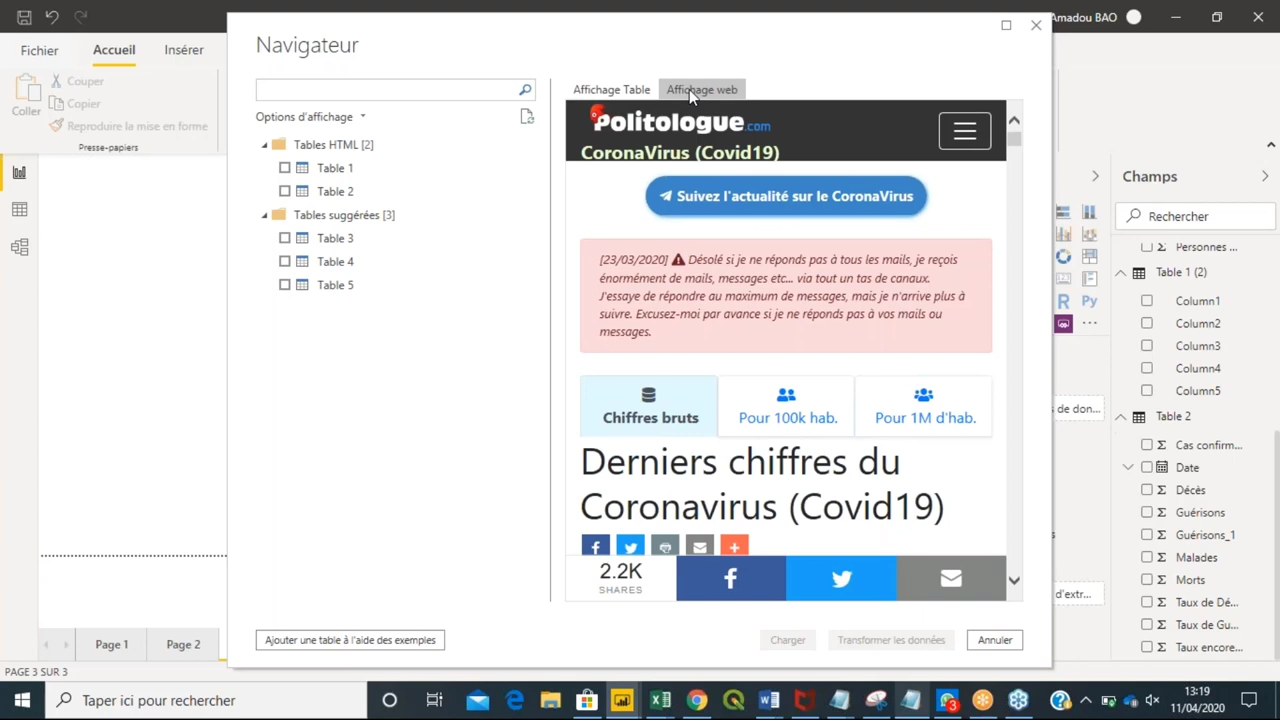 Amadou BAO
Fichier
Accueil
Insérer
Coller
Couper
Copier
Reproduire la mise en forme
Presse-papiers
Navigateur
Options d'affichage
Tables HTML [2]
Table 1
Table 2
Tables suggérées [3]
Table 3
Table 4
Table 5
Affichage Table
Affichage web
Politologue.com
CoronaVirus (Covid19)
Suivez l'actualité sur le CoronaVirus
[23/03/2020] Désolé si je ne réponds pas à tous les mails, je reçois
énormément de mails, messages etc... via tout un tas de canaux.
J'essaye de répondre au maximum de messages, mais je n'arrive plus à
suivre. Excusez-moi par avance si je ne réponds pas à vos mails ou
messages.
Chiffres bruts
Pour 100k hab.
Pour 1M d'hab.
Derniers chiffres du
Coronavirus (Covid19)
2.2K
SHARES
Ajouter une table à l'aide des exemples
Charger
Transformer les données
Annuler
R
Py
de don...
d'extr...
Champs
Rechercher
Personnes ...
Table 1 (2)
Column1
Column2
Column3
Column4
Column5
Table 2
Cas confirm...
Date
Décès
Guérisons
Guérisons_1
Malades
Morts
Taux de Dé...
Taux de Gu...
Taux encore...
Page 1
Page 2
PAGE 3 SUR 3
Taper ici pour rechercher
3
13:19
11/04/2020